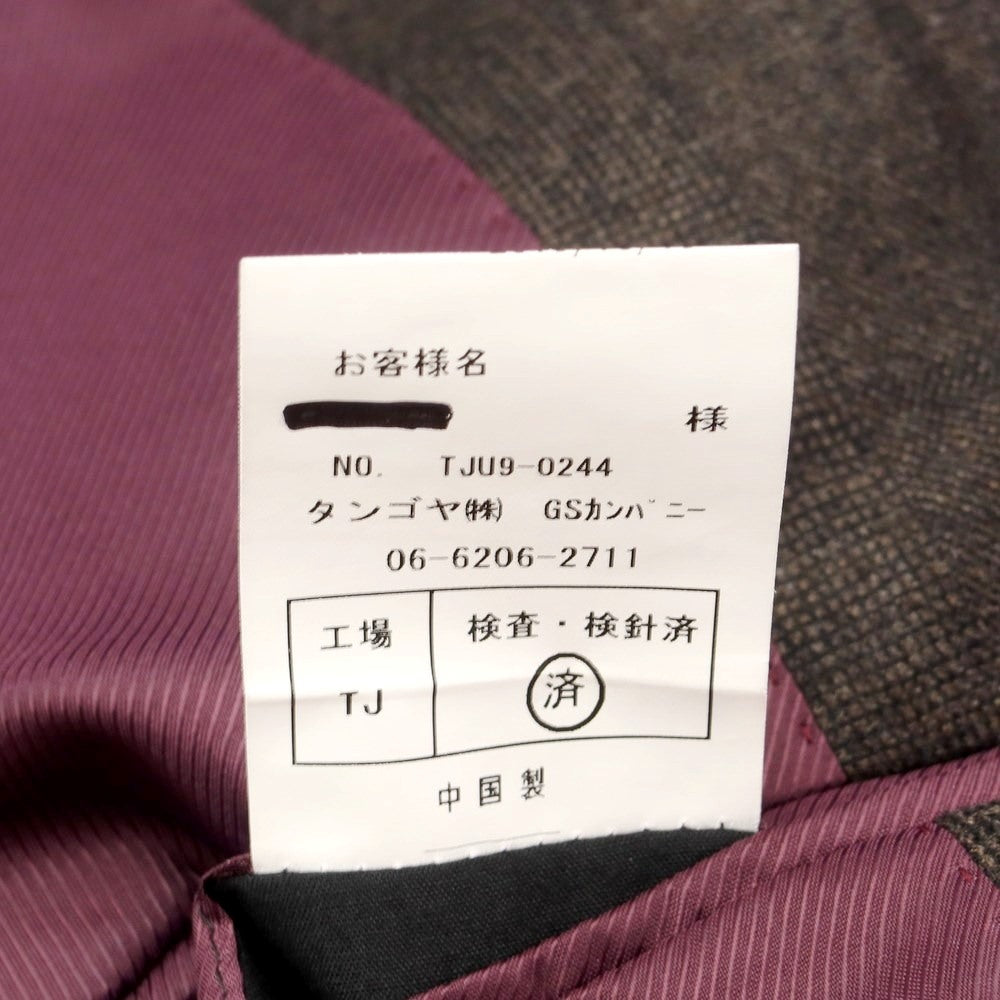 お客様名
様
NO. TJU9-0244
タンゴヤ㈱ GSｶﾝﾊﾟﾆｰ
06-6206-2711
工場 検査・検針済
TJ 済
中国製